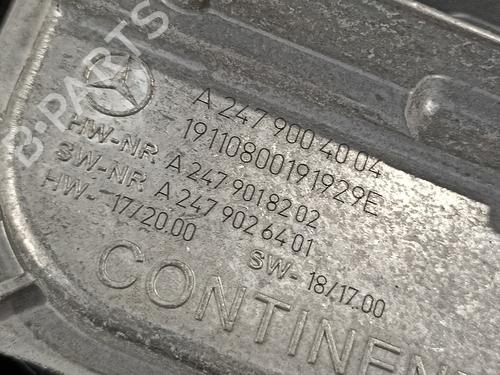 A 247 900 40 04
19110800191929E
HW-NR A 247 901 82 02
SW-NR A 247 902 64 01
HW- 17/20.00
SW- 18/17.00
CONTINEN
B-PARTS